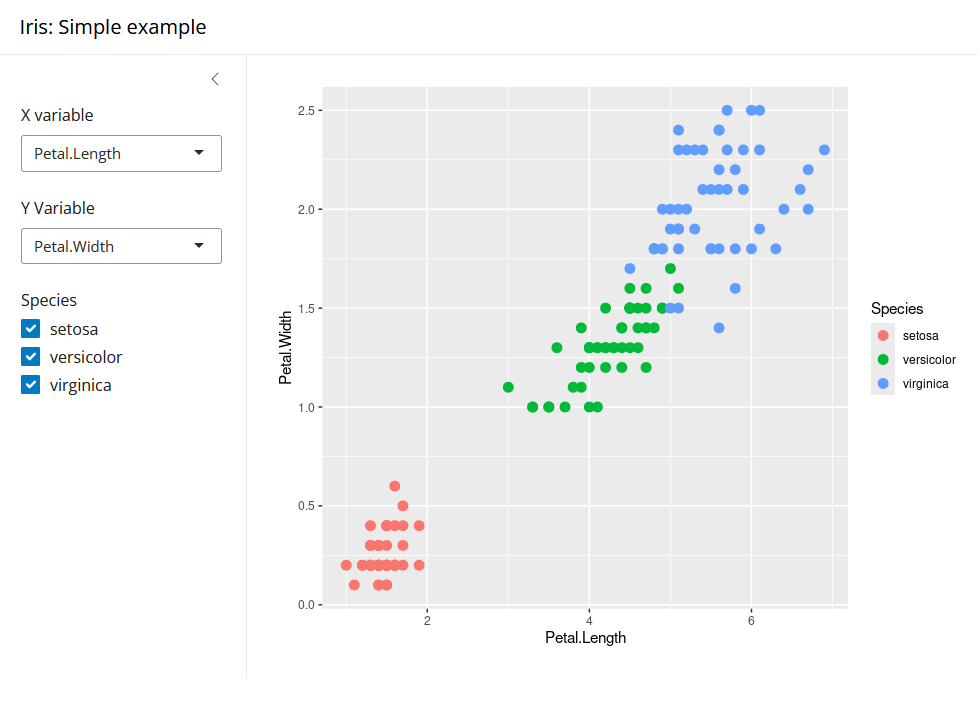 Iris: Simple example
X variable
Petal.Length
Y Variable
Petal.Width
Species
setosa
versicolor
virginica
Petal.Width
2.5
2.0
1.5
1.0
0.5
0.0
2 4 6
Petal.Length
Species
setosa
versicolor
virginica